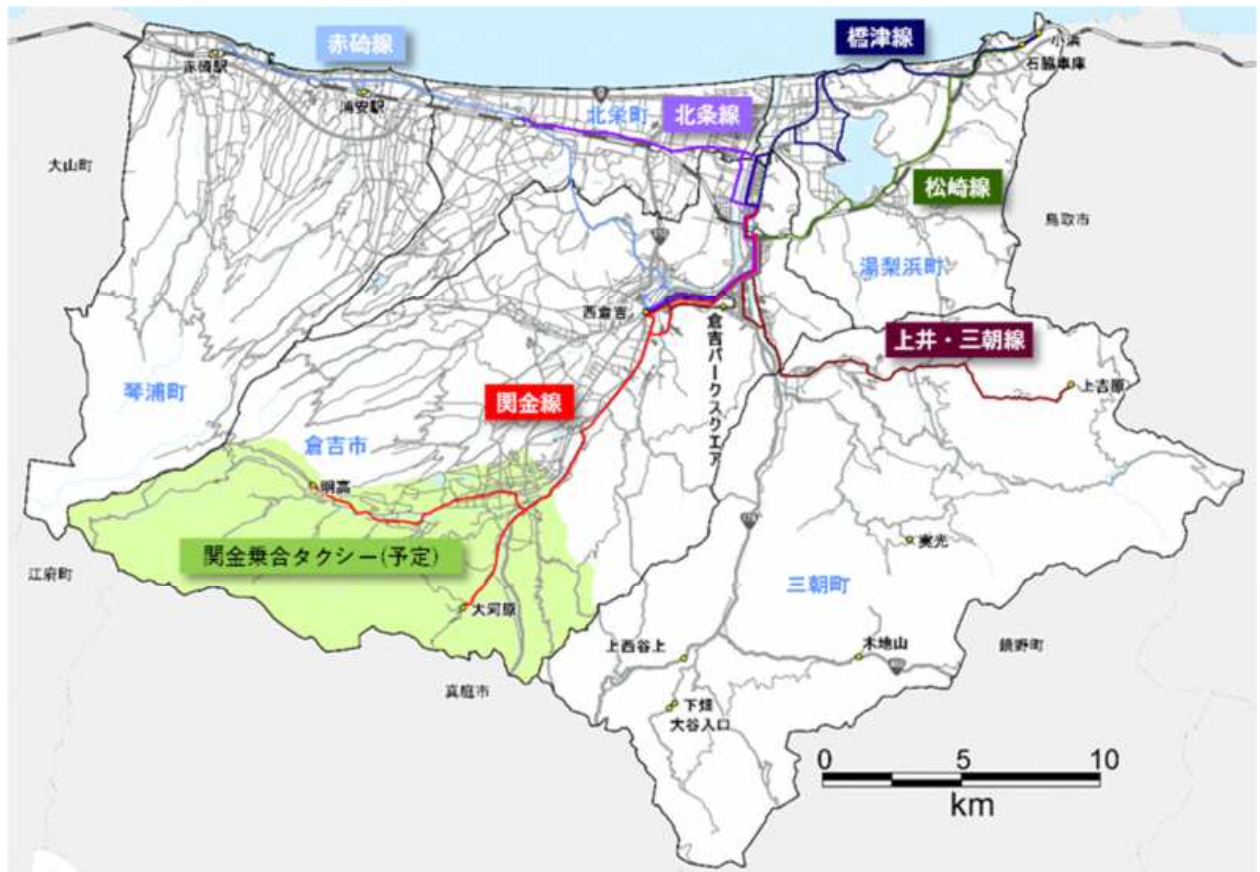 赤碕線
橋津線
小浜
石脇車庫
赤碕駅
浦安駅
北栄町
北条線
大山町
松崎線
鳥取市
湯梨浜町
西倉吉
倉吉パークスクエア
上井・三朝線
上吉原
琴浦町
関金線
倉吉市
明高
関金乗合タクシー(予定)
実光
江府町
大河原
三朝町
上西谷上
木地山
鏡野町
真庭市
下畑
大谷入口
0 5 10
km